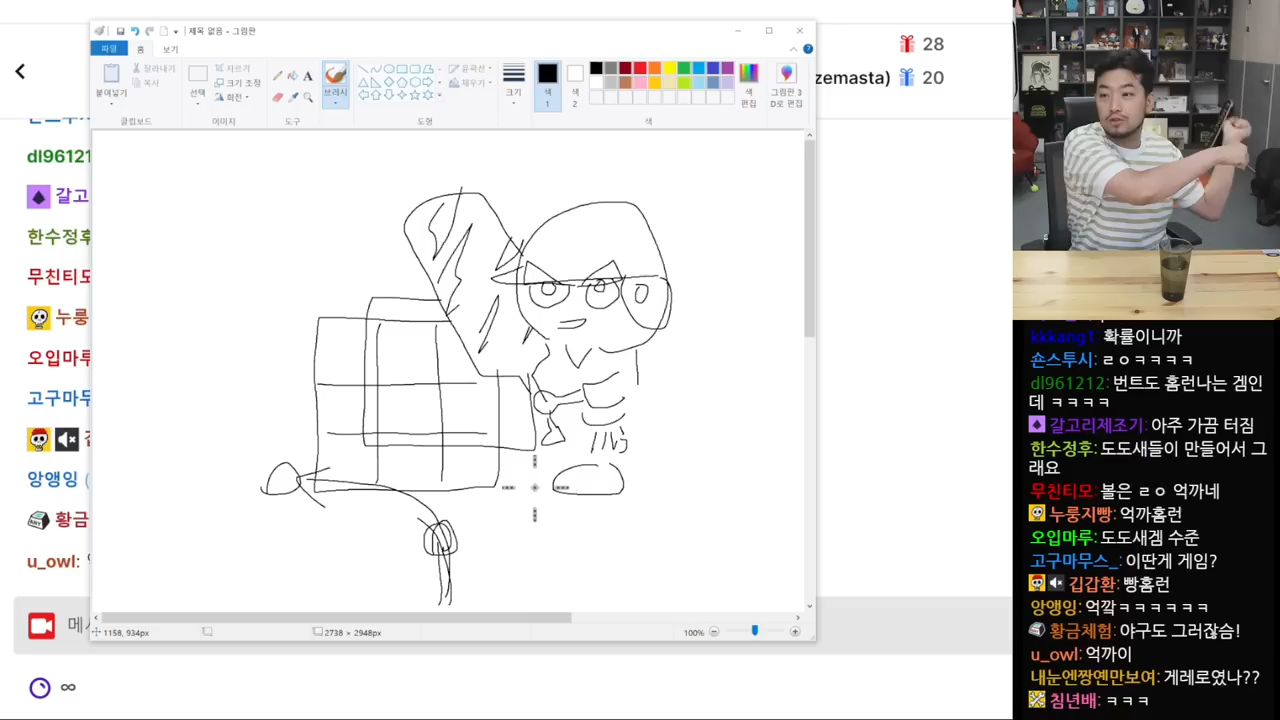 제목 없음 - 그림판
파일
홈
보기
붙여넣기
잘라내기
복사
클립보드
선택
자르기
크기 조정
회전
이미지
도구
브러시
윤곽선
채우기
도형
크기
색
1
색
2
색
편집
그림판 3
D로 편집
색
28
zemasta)
20
dl96121
갈고
한수정후
무친티모
누룽
오입마루
고구마무
앙앵잉
황금
u_owl:
메시
∞
1158, 934px
2738 × 2948px
100%
kkkang1: 확률이니까
숀스투시: ㄹㅇㅋㅋㅋㅋ
dl961212: 번트도 홈런나는 겜인
데 ㅋㅋㅋㅋ
갈고리제조기: 아주 가끔 터짐
한수정후: 도도새들이 만들어서 그
래요
무친티모: 볼은 ㄹㅇ 억까네
누룽지빵: 억까홈런
오입마루: 도도새겜 수준
고구마무스_: 이딴게 게임?
김갑환: 빵홈런
앙앵잉: 억깤ㅋㅋㅋㅋㅋㅋ
황금체험: 야구도 그러잖슴!
u_owl: 억까이
내눈엔짱옌만보여: 게레로였나??
침년배: ㅋㅋㅋ